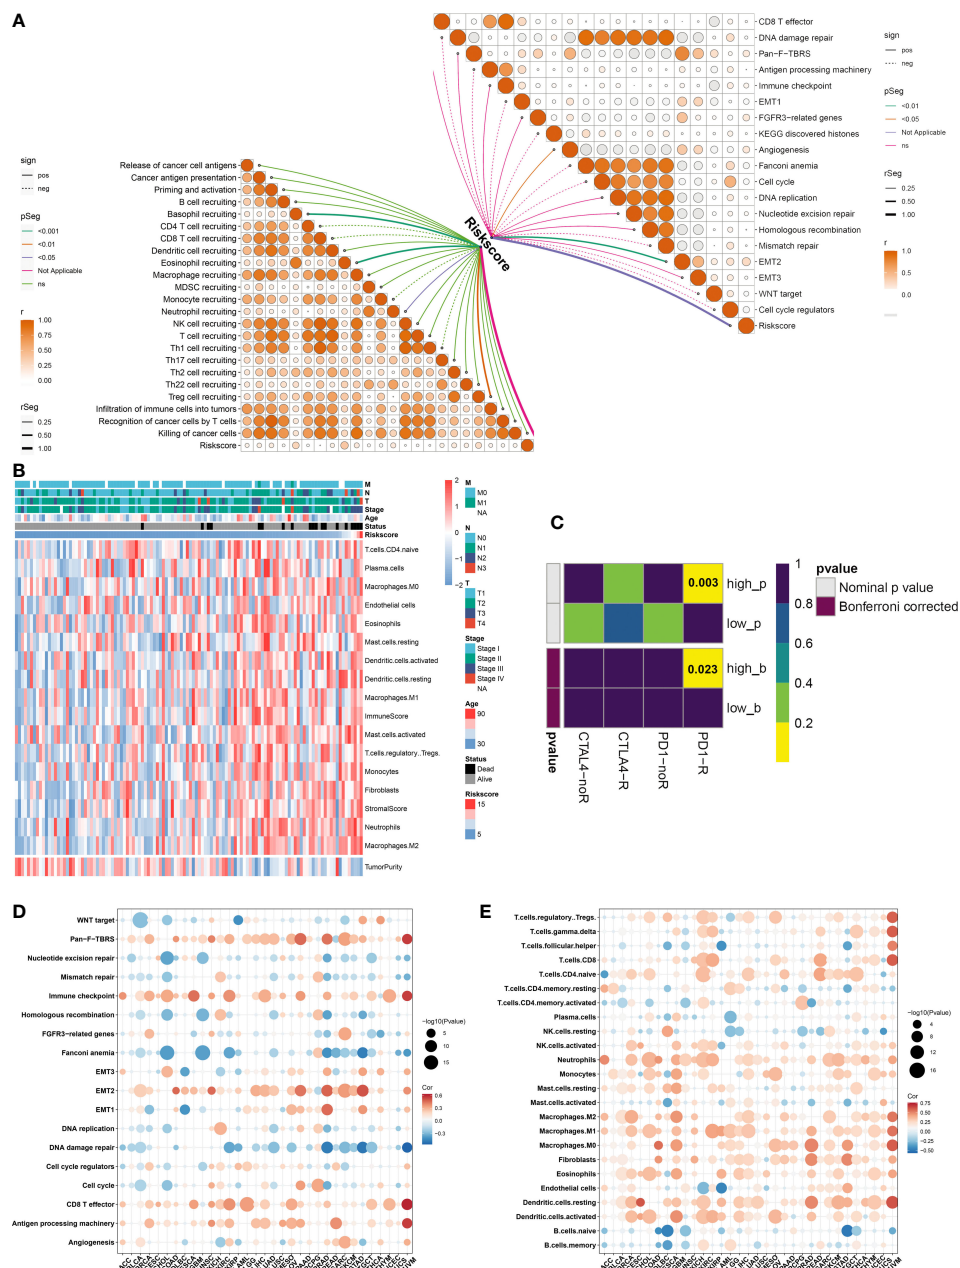 A
CD8 T effector
DNA damage repair
Pan-F-TBRS
Antigen processing machinery
Immune checkpoint
EMT1
FGFR3-related genes
KEGG discovered histones
Angiogenesis
Fanconi anemia
Cell cycle
DNA replication
Nucleotide excision repair
Homologous recombination
Mismatch repair
EMT2
EMT3
WNT target
Cell cycle regulators
Riskscore
sign
pos
neg
pSeg
<0.01
<0.05
Not Applicable
ns
rSeg
0.25
0.50
1.00
r
1.0
0.5
0.0
Riskscore
sign
pos
neg
pSeg
<0.001
<0.01
<0.05
Not Applicable
ns
r
1.00
0.75
0.50
0.25
0.00
rSeg
0.25
0.50
1.00
Release of cancer cell antigens
Cancer antigen presentation
Priming and activation
B cell recruiting
Basophil recruiting
CD4 T cell recruiting
CD8 T cell recruiting
Dendritic cell recruiting
Eosinophil recruiting
Macrophage recruiting
MDSC recruiting
Monocyte recruiting
Neutrophil recruiting
NK cell recruiting
T cell recruiting
Th1 cell recruiting
Th17 cell recruiting
Th2 cell recruiting
Th22 cell recruiting
Treg cell recruiting
Infiltration of immune cells into tumors
Recognition of cancer cells by T cells
Killing of cancer cells
Riskscore
B
M
N
T
Stage
Age
Status
Riskscore
T.cells.CD4.naive
Plasma.cells
Macrophages.M0
Endothelial cells
Eosinophils
Mast.cells.resting
Dendritic.cells.activated
Dendritic.cells.resting
Macrophages.M1
ImmuneScore
Mast.cells.activated
T.cells.regulatory..Tregs.
Monocytes
Fibroblasts
StromalScore
Neutrophils
Macrophages.M2
TumorPurity
2
1
0
−1
−2
M
M0
M1
NA
N
N0
N1
N2
N3
T
T1
T2
T3
T4
Stage
Stage I
Stage II
Stage III
Stage IV
NA
Age
90
30
Status
Dead
Alive
Riskscore
15
5
C
0.003
high_p
low_p
0.023
high_b
low_b
pvalue
CTAL4-noR
CTLA4-R
PD1-noR
PD1-R
1
0.8
0.6
0.4
0.2
pvalue
Nominal p value
Bonferroni corrected
D
WNT target
Pan-F-TBRS
Nucleotide excision repair
Mismatch repair
Immune checkpoint
Homologous recombination
FGFR3-related genes
Fanconi anemia
EMT3
EMT2
EMT1
DNA replication
DNA damage repair
Cell cycle regulators
Cell cycle
CD8 T effector
Antigen processing machinery
Angiogenesis
-log10(Pvalue)
5
10
15
Cor
0.6
0.3
0.0
-0.3
E
T.cells.regulatory..Tregs.
T.cells.gamma.delta
T.cells.follicular.helper
T.cells.CD8
T.cells.CD4.naive
T.cells.CD4.memory.resting
T.cells.CD4.memory.activated
Plasma.cells
NK.cells.resting
NK.cells.activated
Neutrophils
Monocytes
Mast.cells.resting
Mast.cells.activated
Macrophages.M2
Macrophages.M1
Macrophages.M0
Fibroblasts
Eosinophils
Endothelial cells
Dendritic.cells.resting
Dendritic.cells.activated
B.cells.naive
B.cells.memory
-log10(Pvalue)
4
8
12
16
Cor
0.75
0.50
0.25
0.00
-0.25
-0.50